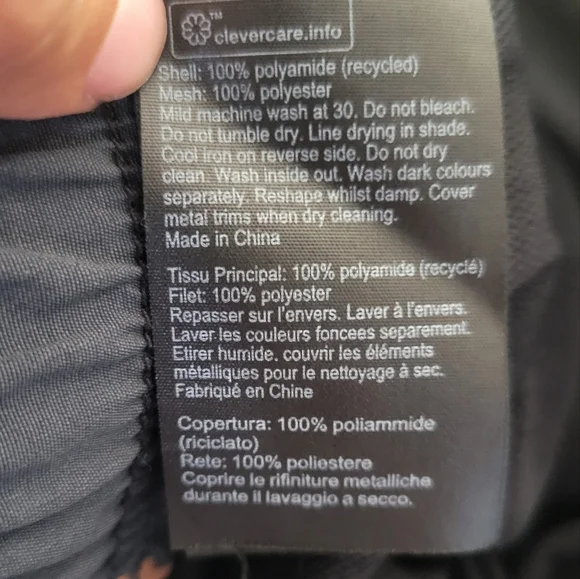 TM
clevercare.info
Shell: 100% polyamide (recycled)
Mesh: 100% polyester
Mild machine wash at 30. Do not bleach.
Do not tumble dry. Line drying in shade.
Cool iron on reverse side. Do not dry
clean. Wash inside out. Wash dark colours
separately. Reshape whilst damp. Cover
metal trims when dry cleaning.
Made in China
Tissu Principal: 100% polyamide (recyclé)
Filet: 100% polyester
Repasser sur l'envers. Laver à l'envers.
Laver les couleurs foncees separement.
Etirer humide. couvrir les éléments
métalliques pour le nettoyage à sec.
Fabriqué en Chine
Copertura: 100% poliammide
(riciclato)
Rete: 100% poliestere
Coprire le rifiniture metalliche
durante il lavaggio a secco.